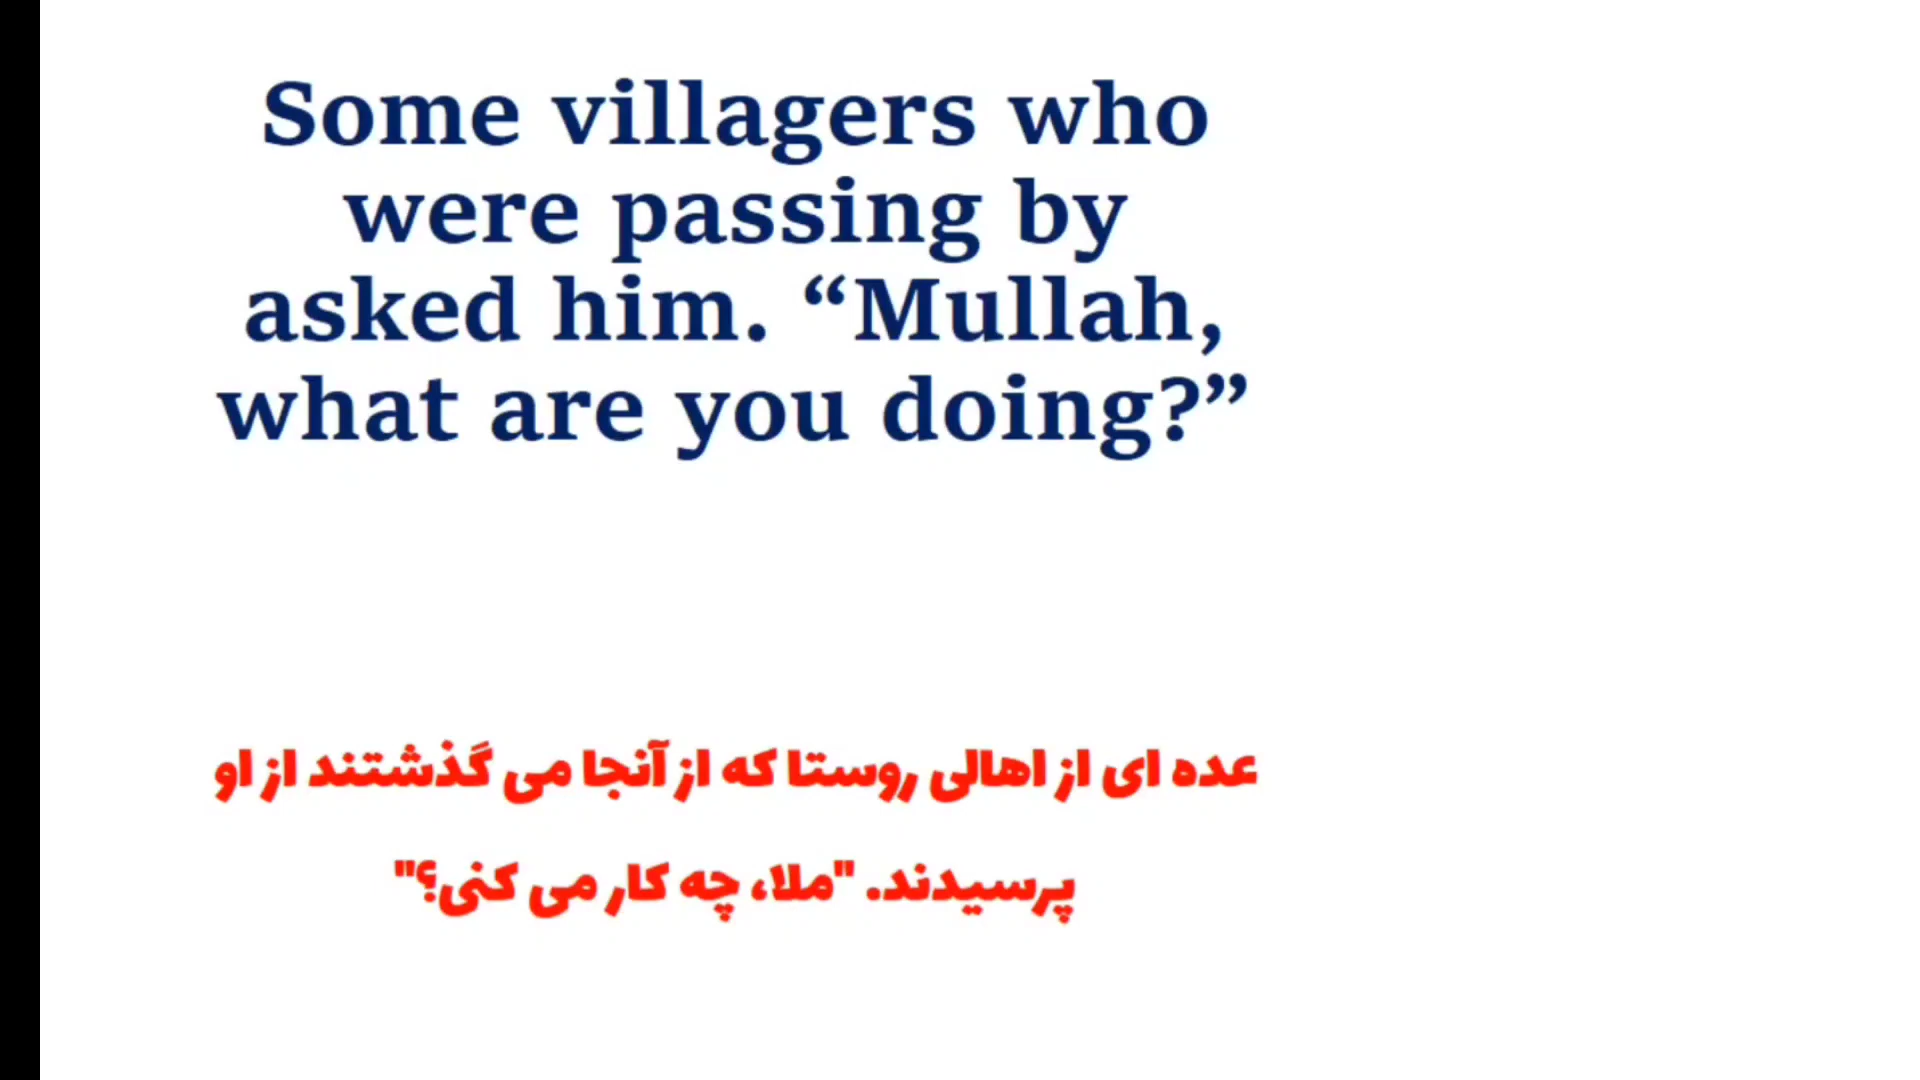 Some villagers who
were passing by
asked him. “Mullah,
what are you doing?”
عده ای از اهالی روستا که از آنجا می گذشتند از او
پرسیدند. "ملا، چه کار می کنی؟"